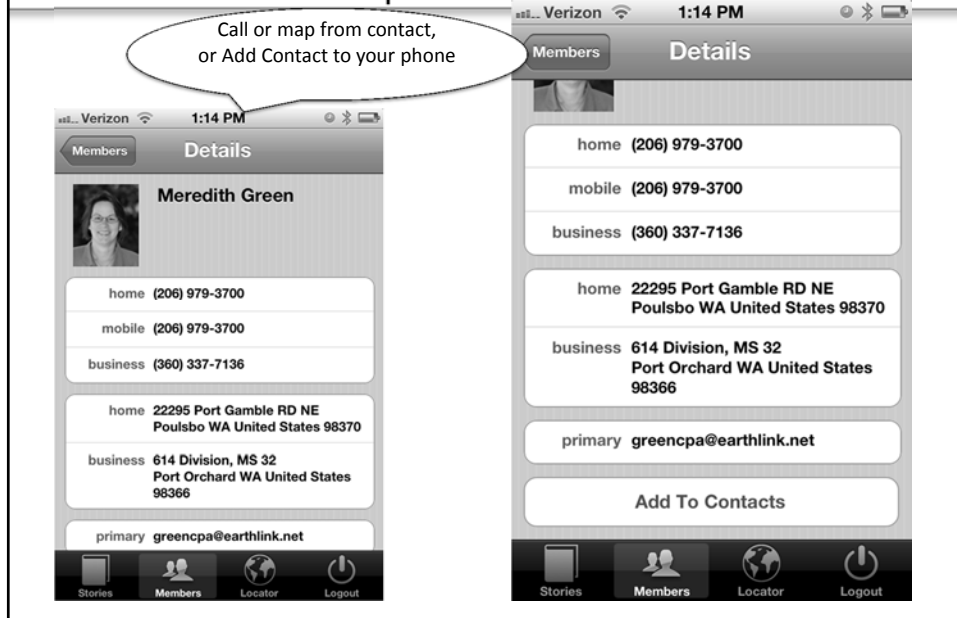 Call or map from contact,
or Add Contact to your phone
Verizon 1:14 PM
Members Details
Meredith Green
home (206) 979-3700
mobile (206) 979-3700
business (360) 337-7136
home 22295 Port Gamble RD NE
Poulsbo WA United States 98370
business 614 Division, MS 32
Port Orchard WA United States
98366
primary greencpa@earthlink.net
Stories Members Locator Logout
Verizon 1:14 PM
Members Details
home (206) 979-3700
mobile (206) 979-3700
business (360) 337-7136
home 22295 Port Gamble RD NE
Poulsbo WA United States 98370
business 614 Division, MS 32
Port Orchard WA United States
98366
primary greencpa@earthlink.net
Add To Contacts
Stories Members Locator Logout